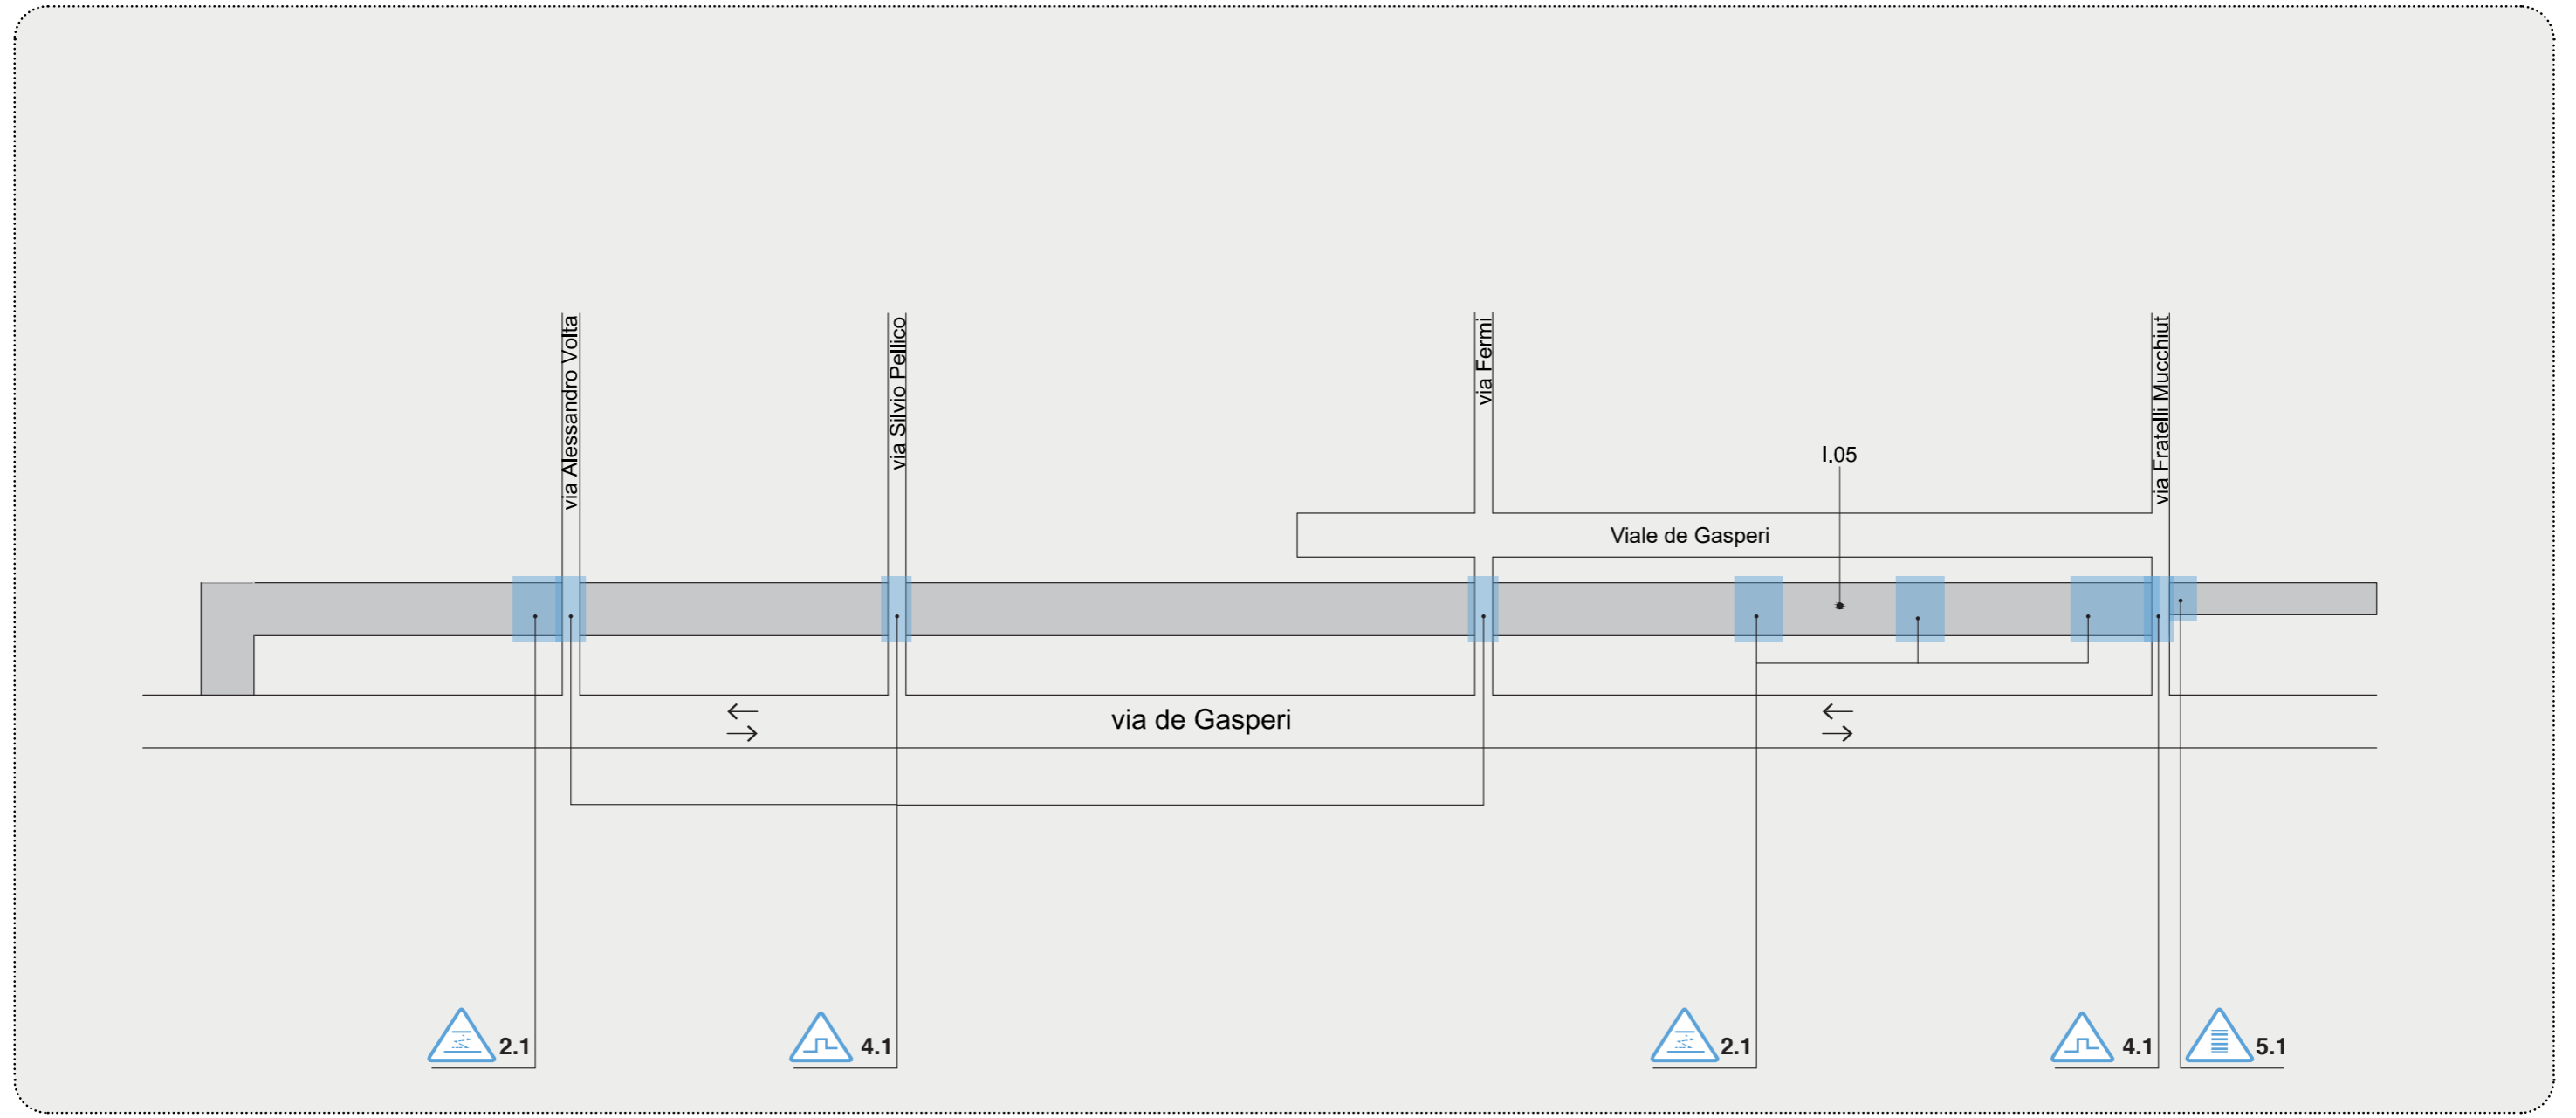 via Alessandro Volta
via Silvio Pellico
via Fermi
via Fratelli Mucchiut
I.05
Viale de Gasperi
via de Gasperi
2.1
4.1
2.1
4.1
5.1